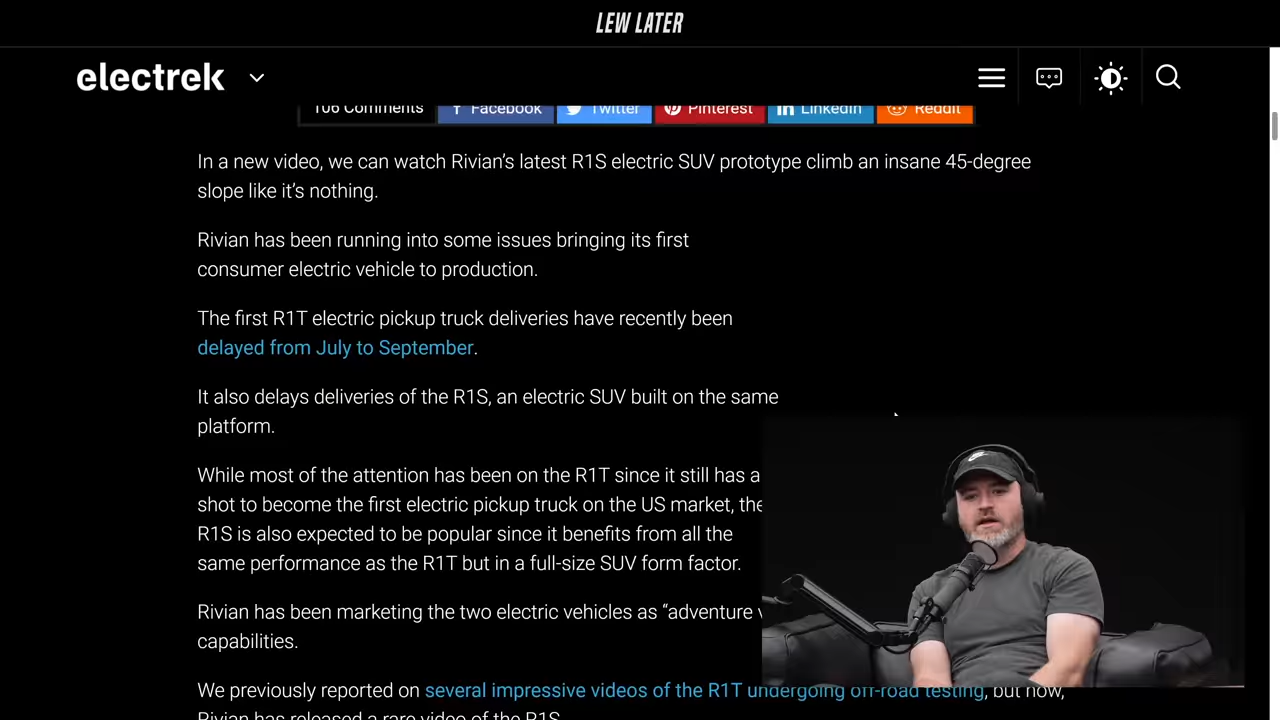 LEW LATER
electrek
106 Comments Facebook Twitter Pinterest LinkedIn Reddit
In a new video, we can watch Rivian's latest R1S electric SUV prototype climb an insane 45-degree
slope like it's nothing.
Rivian has been running into some issues bringing its first
consumer electric vehicle to production.
The first R1T electric pickup truck deliveries have recently been
delayed from July to September.
It also delays deliveries of the R1S, an electric SUV built on the same
platform.
While most of the attention has been on the R1T since it still has a
shot to become the first electric pickup truck on the US market, the
R1S is also expected to be popular since it benefits from all the
same performance as the R1T but in a full-size SUV form factor.
Rivian has been marketing the two electric vehicles as “adventure
capabilities.
We previously reported on several impressive videos of the R1T undergoing off-road testing, but now,
Rivian has released a rare video of the R1S